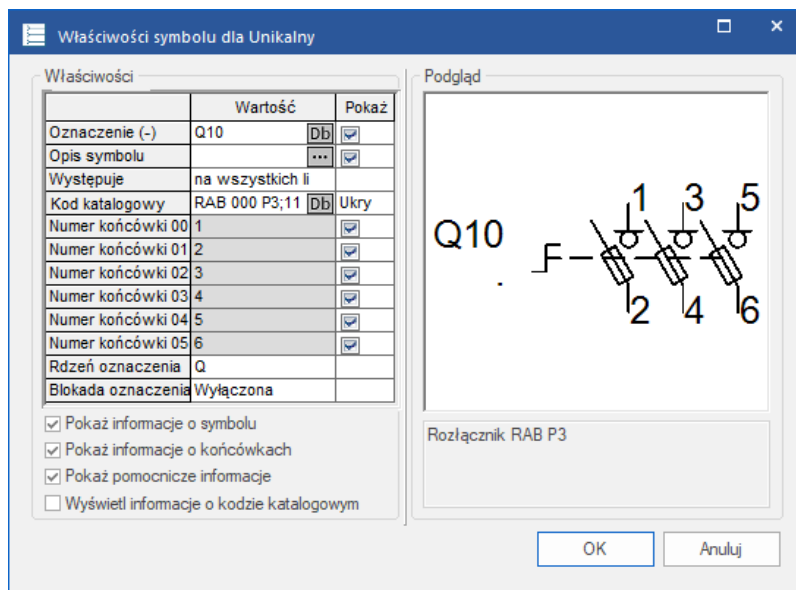 Właściwości symbolu dla Unikalny
Właściwości
Wartość Pokaż
Oznaczenie (-) Q10 Db
Opis symbolu ...
Występuje na wszystkich li
Kod katalogowy RAB 000 P3;11 Db Ukry
Numer końcówki 00 1
Numer końcówki 01 2
Numer końcówki 02 3
Numer końcówki 03 4
Numer końcówki 04 5
Numer końcówki 05 6
Rdzeń oznaczenia Q
Blokada oznaczenia Wyłączona
Pokaż informacje o symbolu
Pokaż informacje o końcówkach
Pokaż pomocnicze informacje
Wyświetl informacje o kodzie katalogowym
Podgląd
1 3 5
Q10
2 4 6
Rozłącznik RAB P3
OK Anuluj